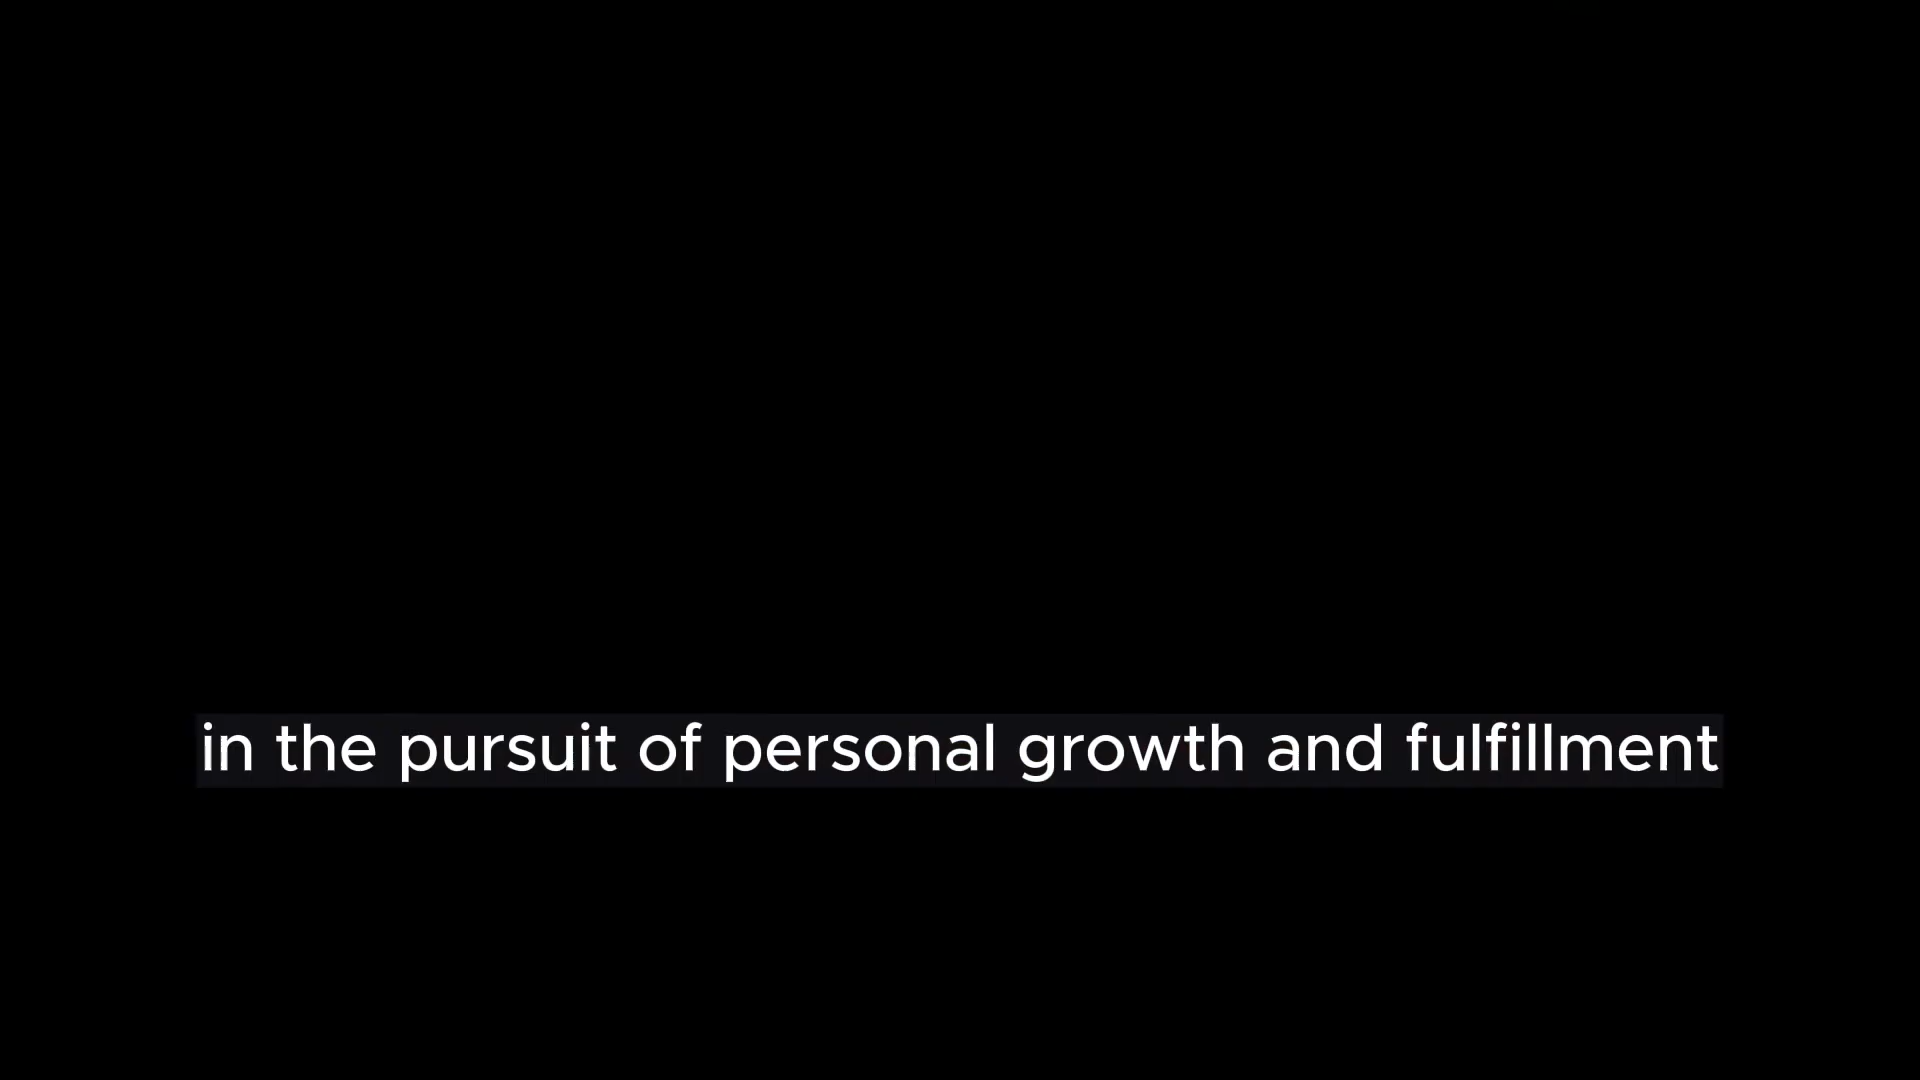 in the pursuit of personal growth and fulfillment